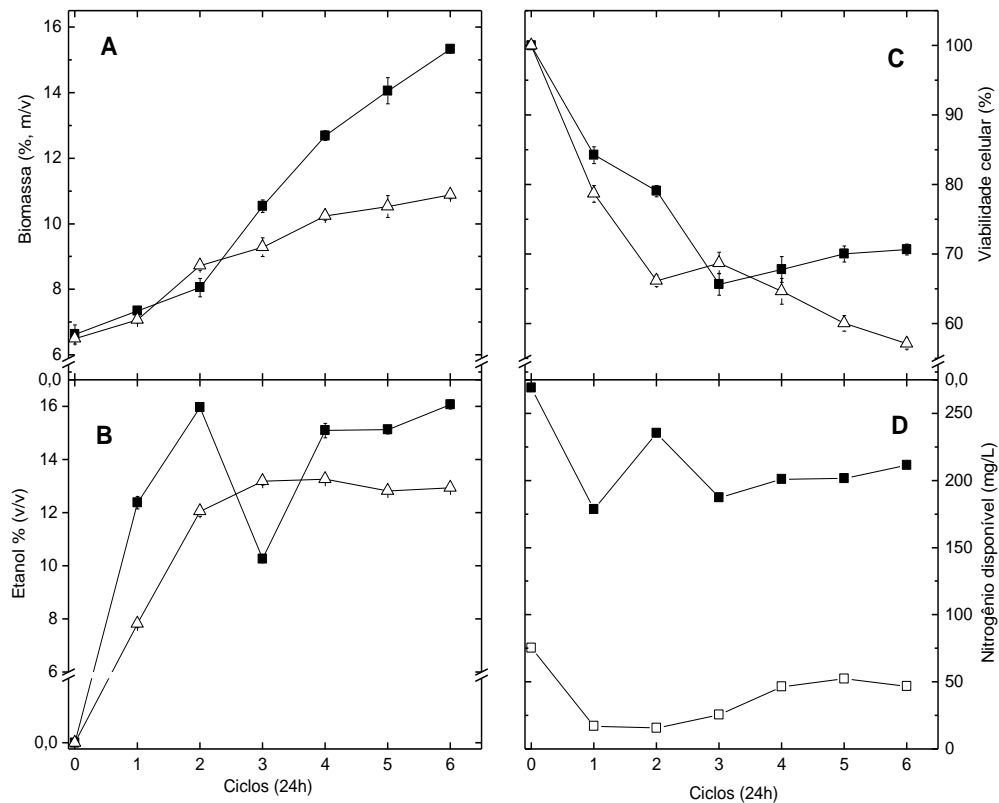 A
Biomassa (%, m/v)
16
14
12
10
8
6
0,0
B
Etanol % (v/v)
16
14
12
10
8
6
0,0
0 1 2 3 4 5 6
Ciclos (24h)
C
Viabilidade celular (%)
100
90
80
70
60
0,0
D
Nitrogênio disponível (mg/L)
250
200
150
100
50
0
0 1 2 3 4 5 6
Ciclos (24h)